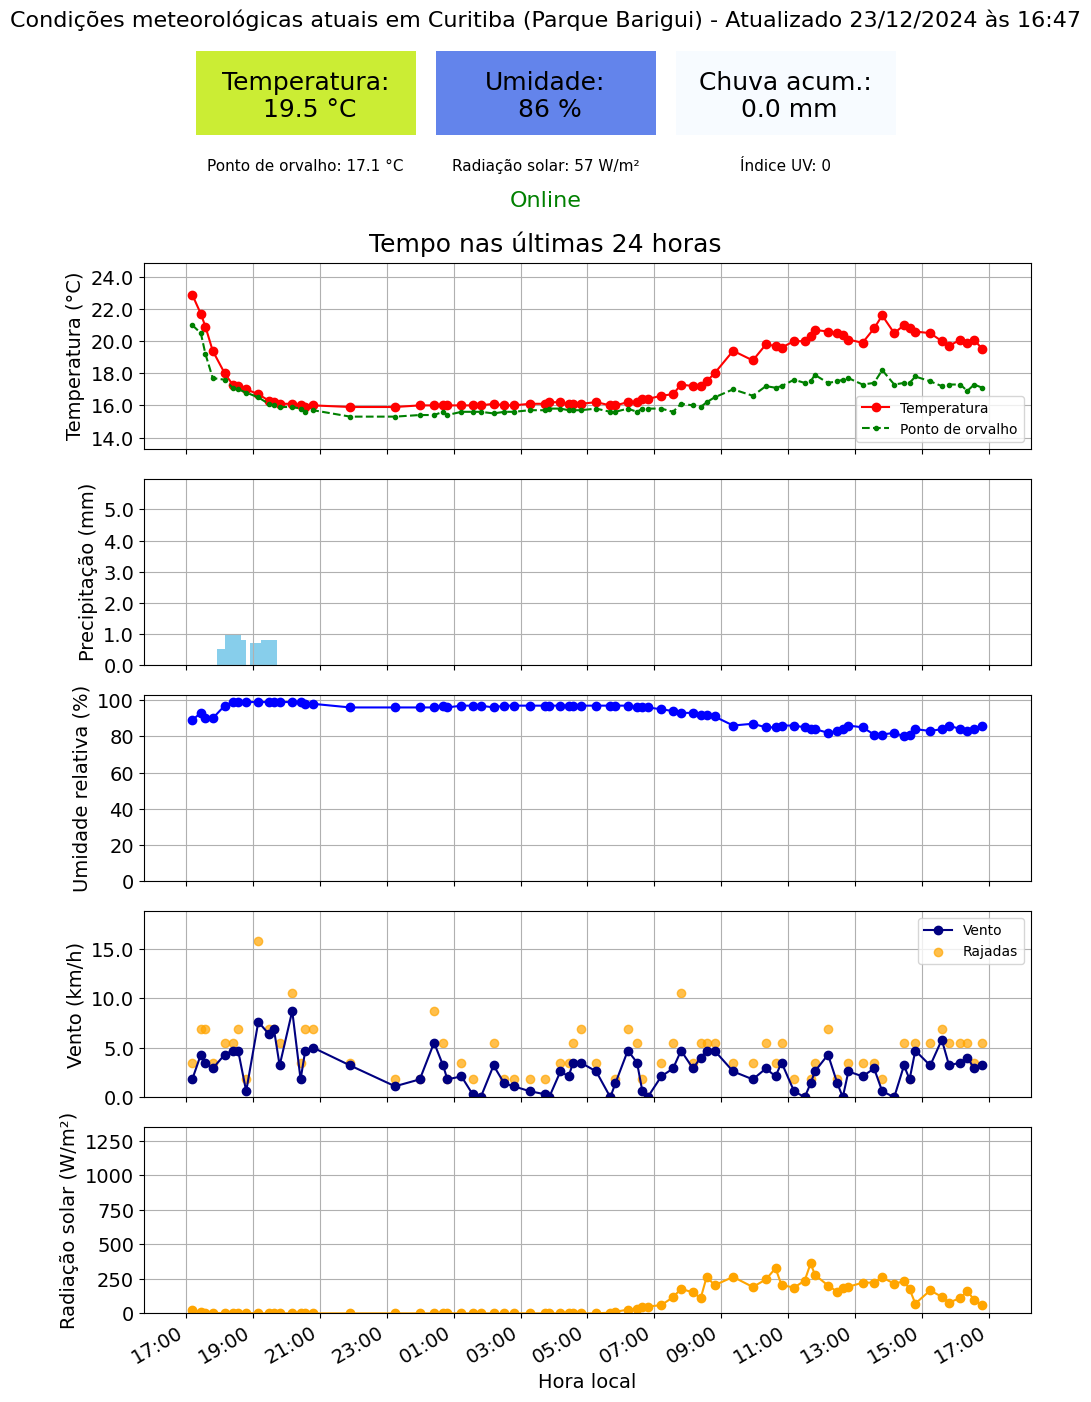 Condições meteorológicas atuais em Curitiba (Parque Barigui) - Atualizado 23/12/2024 às 16:47
Temperatura:
19.5 °C
Umidade:
86 %
Chuva acum.:
0.0 mm
Ponto de orvalho: 17.1 °C
Radiação solar: 57 W/m²
Índice UV: 0
Online
Tempo nas últimas 24 horas
Temperatura (°C)
24.0
22.0
20.0
18.0
16.0
14.0
Temperatura
Ponto de orvalho
Precipitação (mm)
5.0
4.0
3.0
2.0
1.0
0.0
Umidade relativa (%)
100
80
60
40
20
0
Vento (km/h)
15.0
10.0
5.0
0.0
Vento
Rajadas
Radiação solar (W/m²)
1250
1000
750
500
250
0
17:00
19:00
21:00
23:00
01:00
03:00
05:00
07:00
09:00
11:00
13:00
15:00
17:00
Hora local